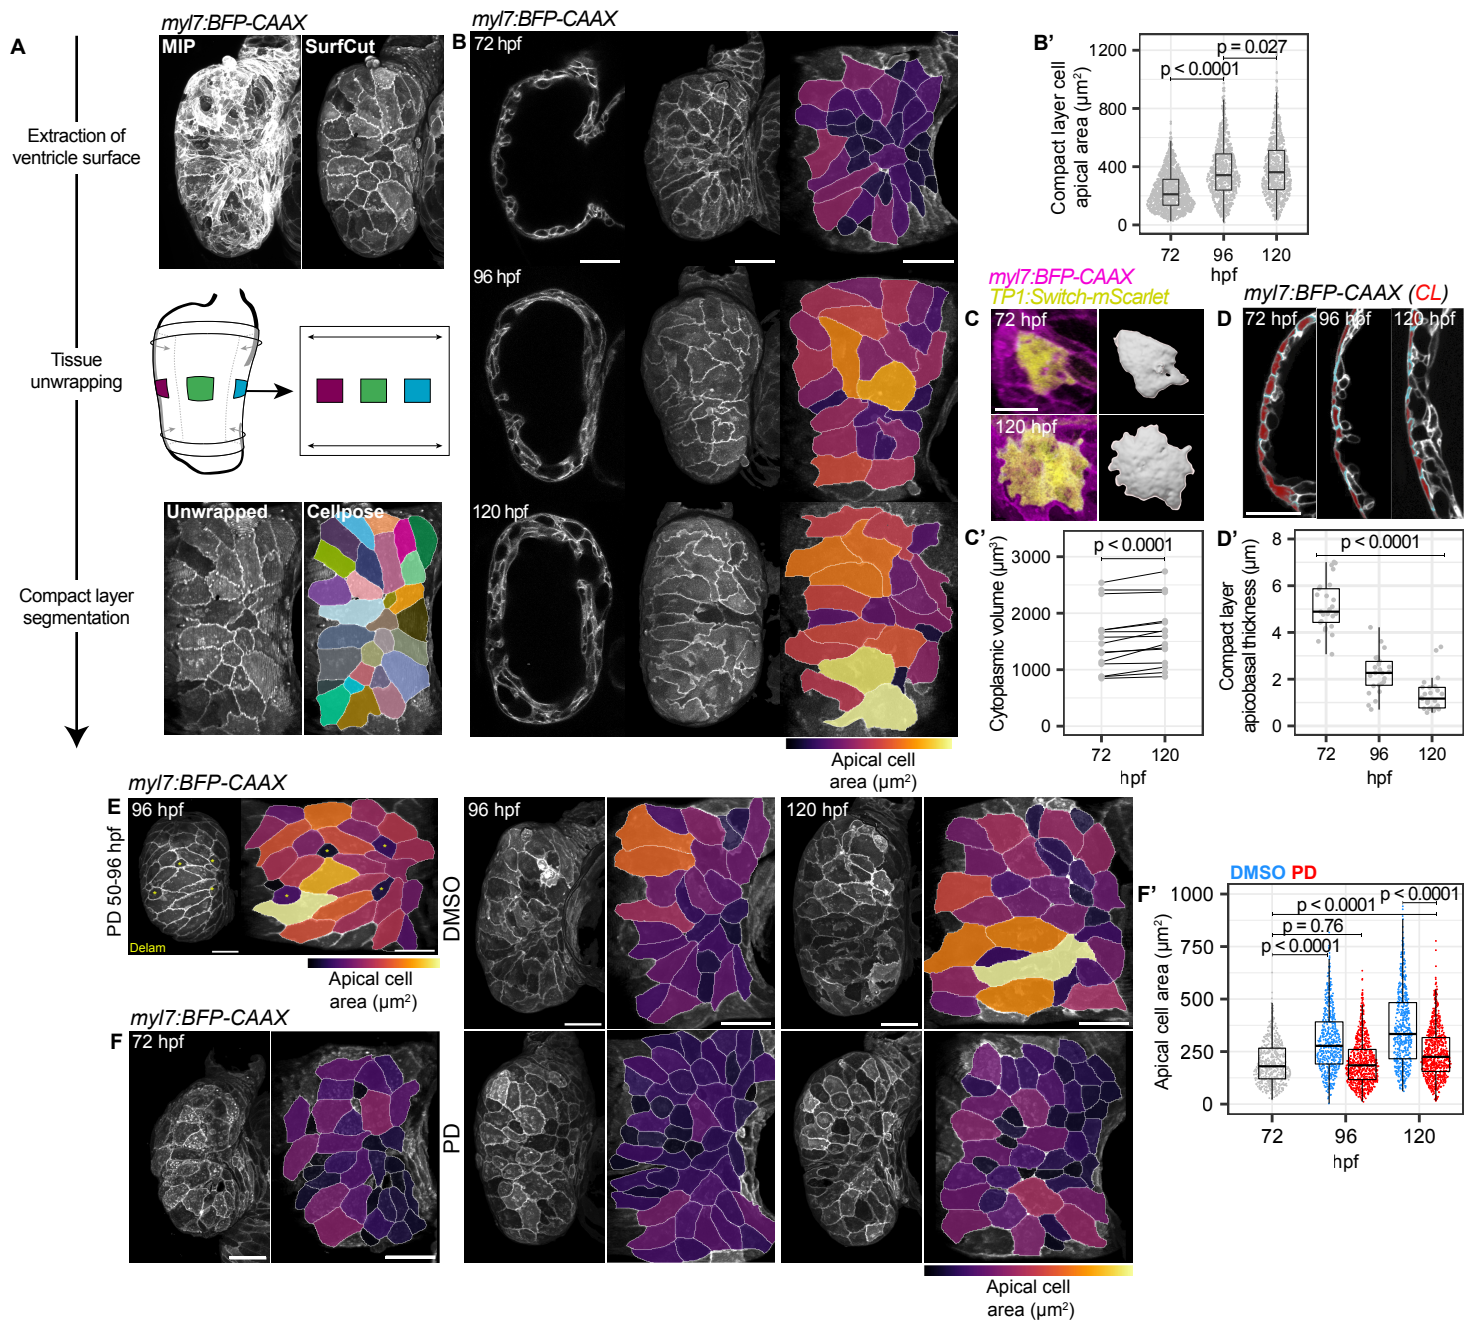 A
myl7:BFP-CAAX
MIP
SurfCut
Extraction of
ventricle surface
Tissue
unwrapping
Compact layer
segmentation
Unwrapped
Cellpose
B
myl7:BFP-CAAX
72 hpf
96 hpf
120 hpf
Apical cell
area (µm²)
B'
Compact layer cell
apical area (µm²)
1200
800
400
0
p < 0.0001
p = 0.027
72
96
120
hpf
myl7:BFP-CAAX
TP1:Switch-mScarlet
C
72 hpf
120 hpf
C'
Cytoplasmic volume (µm³)
3000
2000
1000
0
p < 0.0001
72
120
hpf
myl7:BFP-CAAX (CL)
D
72 hpf
96 hpf
120 hpf
D'
Compact layer
apicobasal thickness (µm)
8
6
4
2
0
p < 0.0001
72
96
120
hpf
myl7:BFP-CAAX
E
PD 50-96 hpf
96 hpf
Delam
Apical cell
area (µm²)
myl7:BFP-CAAX
F
72 hpf
DMSO
96 hpf
120 hpf
PD
Apical cell
area (µm²)
F'
DMSO PD
Apical cell area (µm²)
1000
750
500
250
0
p < 0.0001
p < 0.0001
p = 0.76
p < 0.0001
72
96
120
hpf